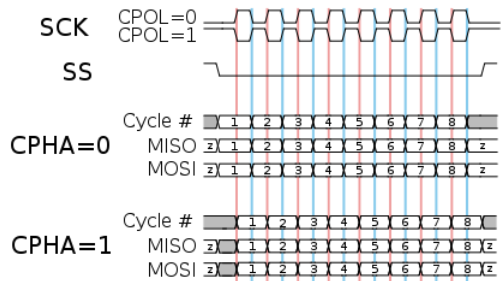 SCK CPOL=0
CPOL=1
SS
Cycle # 1 2 3 4 5 6 7 8
CPHA=0 MISO z 1 2 3 4 5 6 7 8 z
MOSI z 1 2 3 4 5 6 7 8 z
Cycle # 1 2 3 4 5 6 7 8
CPHA=1 MISO z 1 2 3 4 5 6 7 8 z
MOSI z 1 2 3 4 5 6 7 8 z